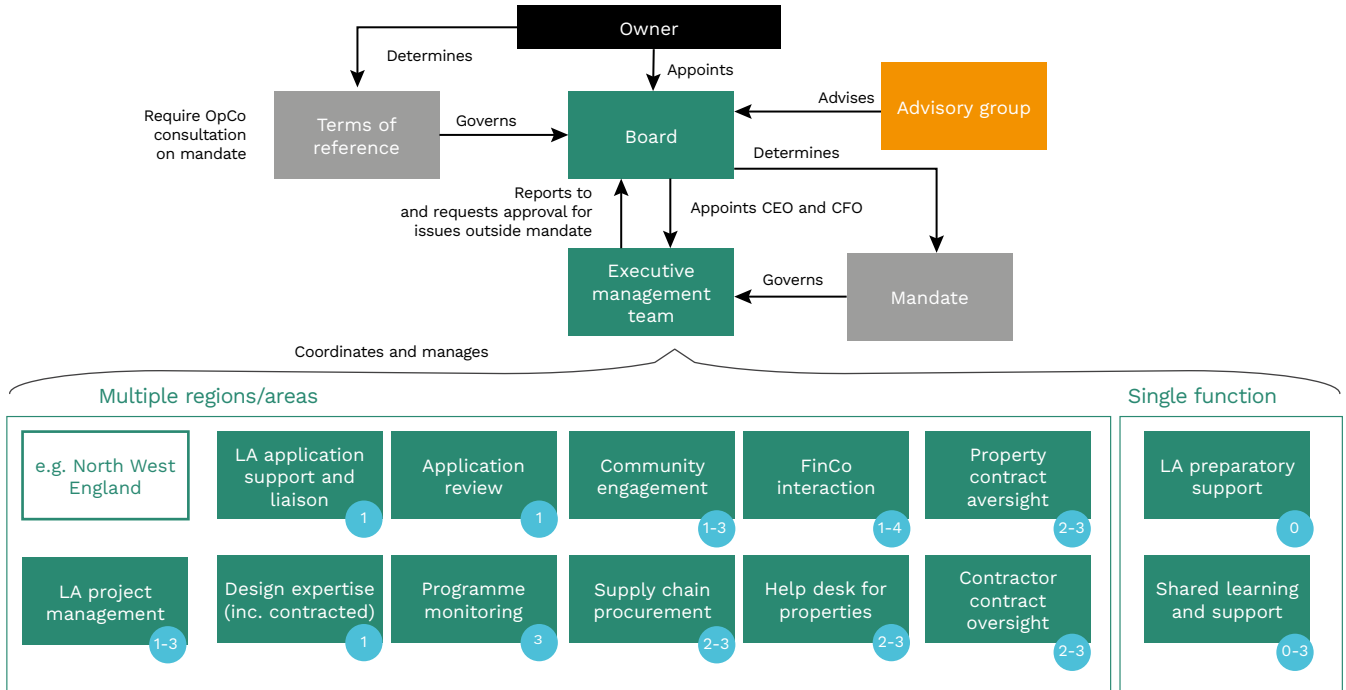 Owner
Determines
Appoints
Advises
Advisory group
Require OpCo
consultation
on mandate
Terms of
reference
Governs
Board
Determines
Reports to
and requests approval for
issues outside mandate
Appoints CEO and CFO
Executive
management
team
Governs
Mandate
Coordinates and manages
Multiple regions/areas
Single function
e.g. North West
England
LA application
support and
liaison
1
Application
review
1
Community
engagement
1-3
FinCo
interaction
1-4
Property
contract
aversight
2-3
LA preparatory
support
0
LA project
management
1-3
Design expertise
(inc. contracted)
1
Programme
monitoring
3
Supply chain
procurement
2-3
Help desk for
properties
2-3
Contractor
contract
oversight
2-3
Shared learning
and support
0-3